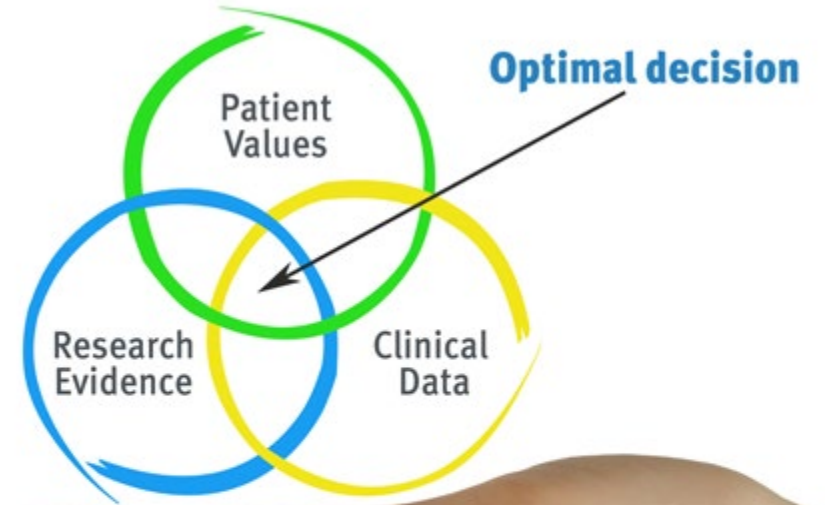 Patient
Values
Optimal decision
Research
Evidence
Clinical
Data